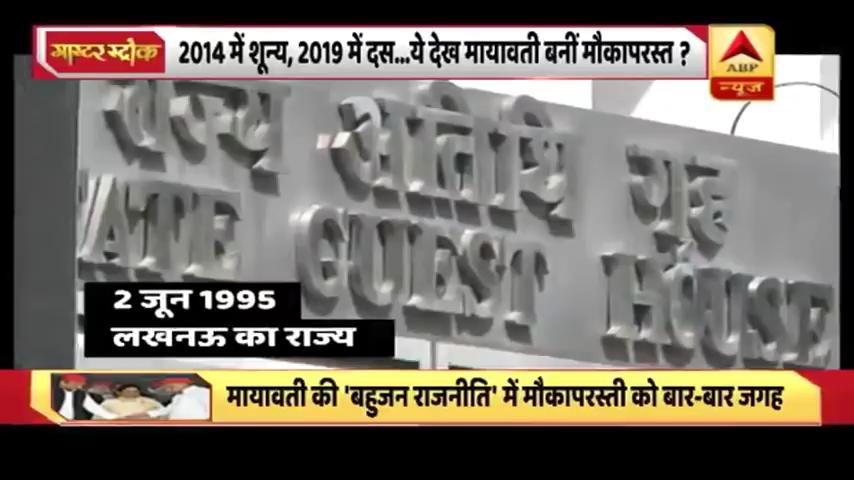 मास्टर स्ट्रोक
2014 में शून्य, 2019 में दस...ये देख मायावती बनीं मौकापरस्त ?
ABP
न्यूज़
राज्य अतिथि गृह
GUEST HOUSE
2 जून 1995
लखनऊ का राज्य
मायावती की 'बहुजन राजनीति' में मौकापरस्ती को बार-बार जगह